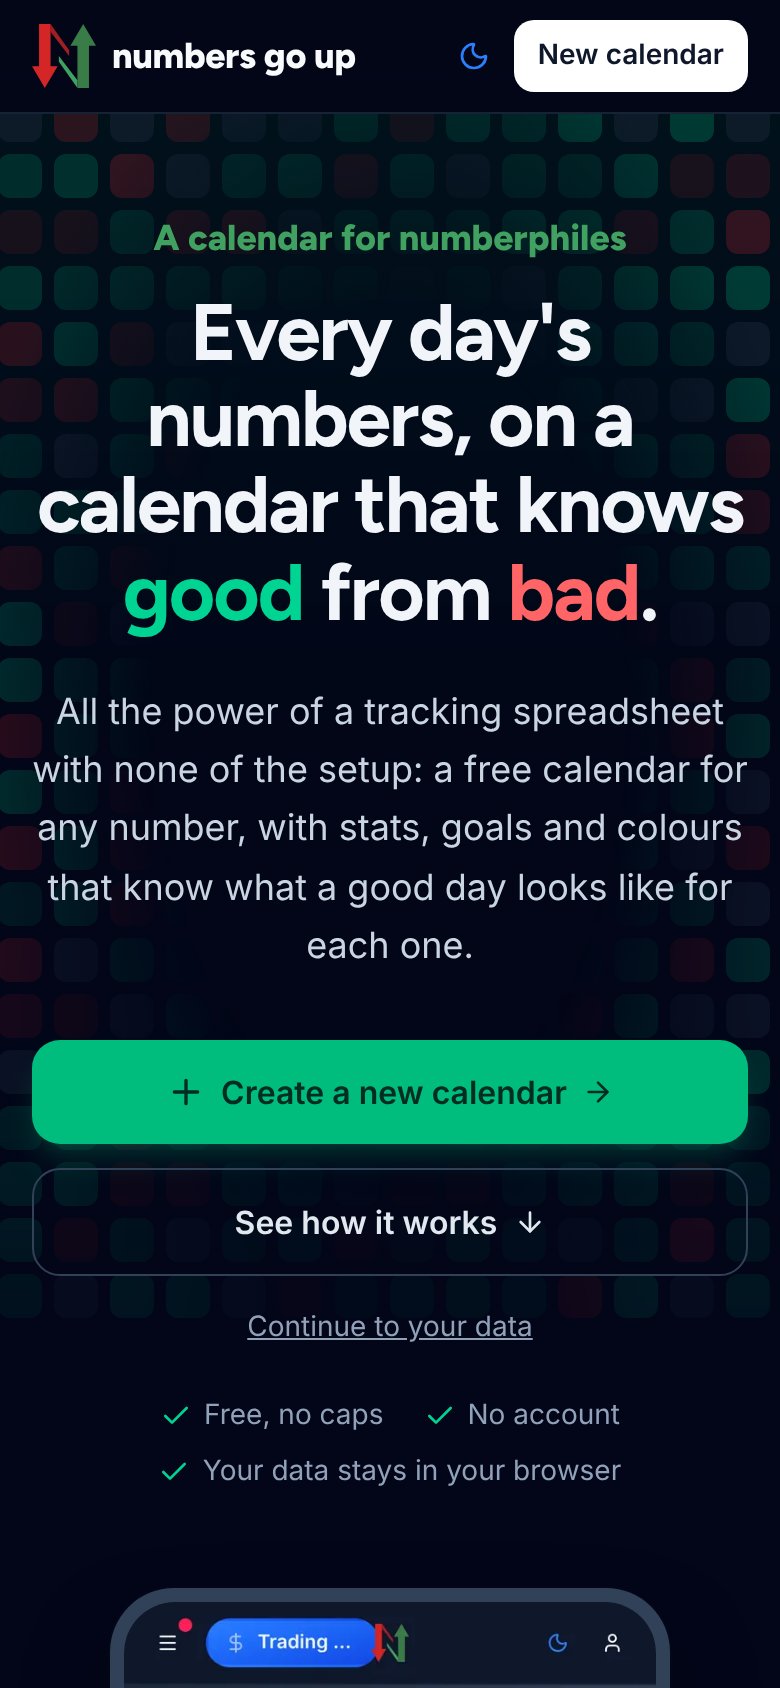 numbers go up
New calendar
A calendar for numberphiles
Every day's
numbers, on a
calendar that knows
good from bad.
All the power of a tracking spreadsheet
with none of the setup: a free calendar for
any number, with stats, goals and colours
that know what a good day looks like for
each one.
Create a new calendar
See how it works
Continue to your data
Free, no caps
No account
Your data stays in your browser
Trading ...